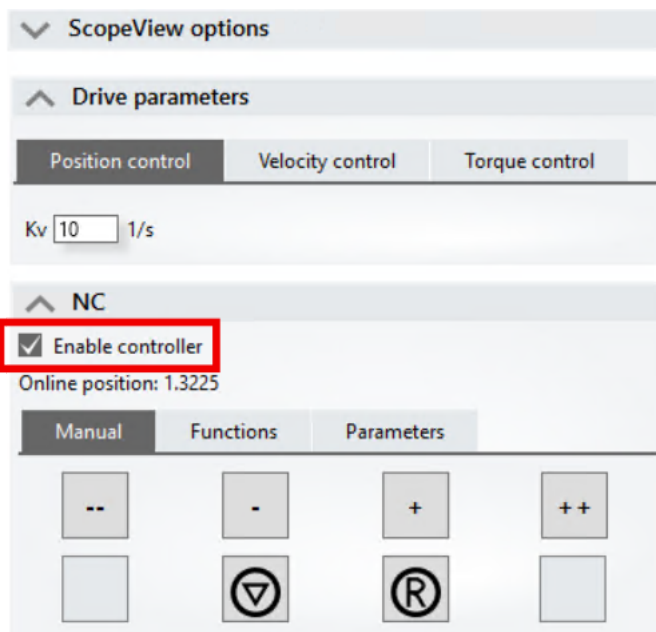 ScopeView options
Drive parameters
Position control Velocity control Torque control
Kv 10 1/s
NC
Enable controller
Online position: 1.3225
Manual Functions Parameters
-- - + ++
R